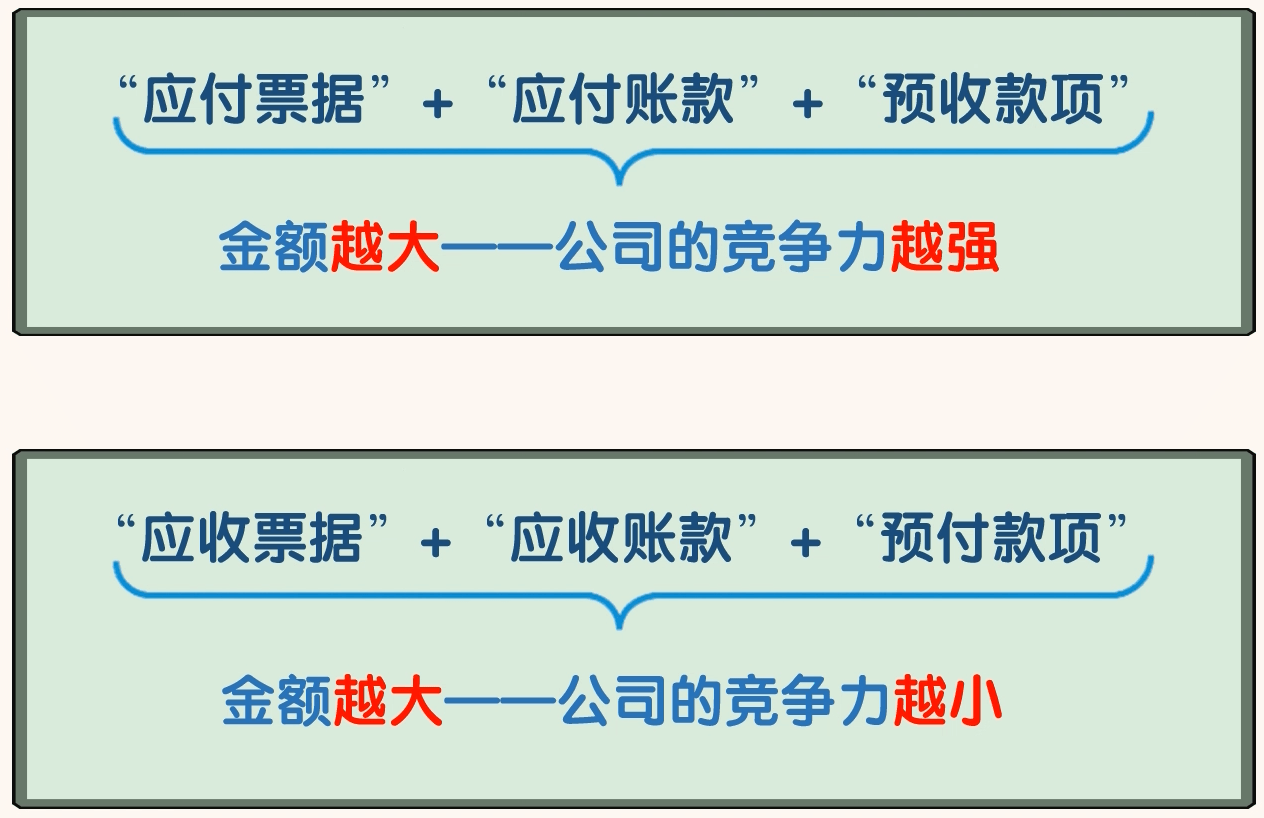 “应付票据” + “应付账款” + “预收款项”
金额越大——公司的竞争力越强
“应收票据” + “应收账款” + “预付款项”
金额越大——公司的竞争力越小